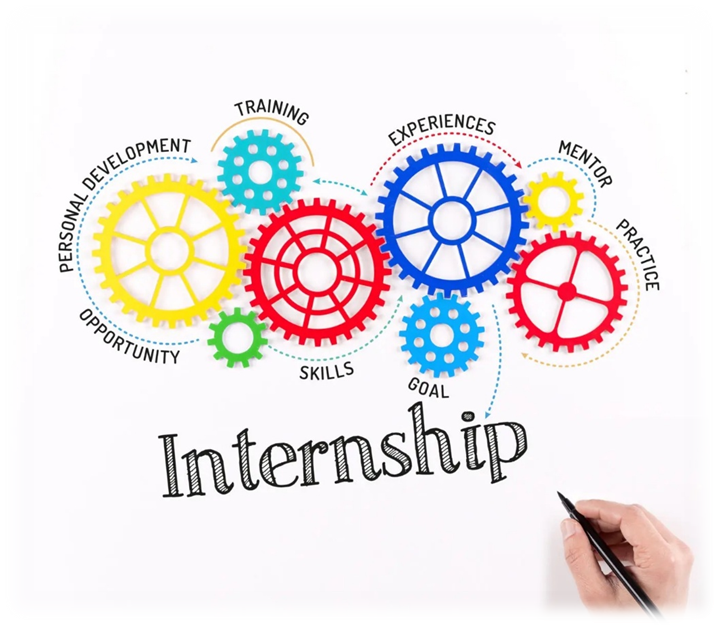 TRAINING
EXPERIENCES
PERSONAL DEVELOPMENT
MENTOR
PRACTICE
OPPORTUNITY
SKILLS
GOAL
Internship